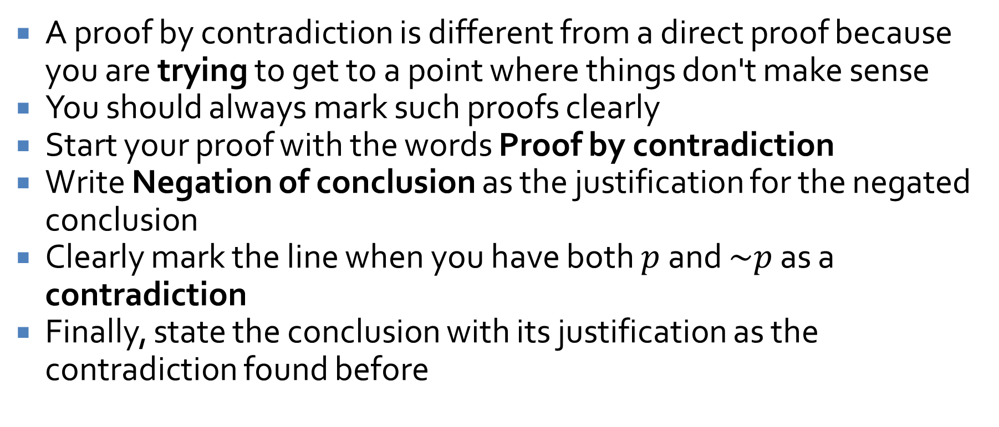 ▪ A proof by contradiction is different from a direct proof because
you are trying to get to a point where things don't make sense
▪ You should always mark such proofs clearly
▪ Start your proof with the words Proof by contradiction
▪ Write Negation of conclusion as the justification for the negated
conclusion
▪ Clearly mark the line when you have both p and ~p as a
contradiction
▪ Finally, state the conclusion with its justification as the
contradiction found before